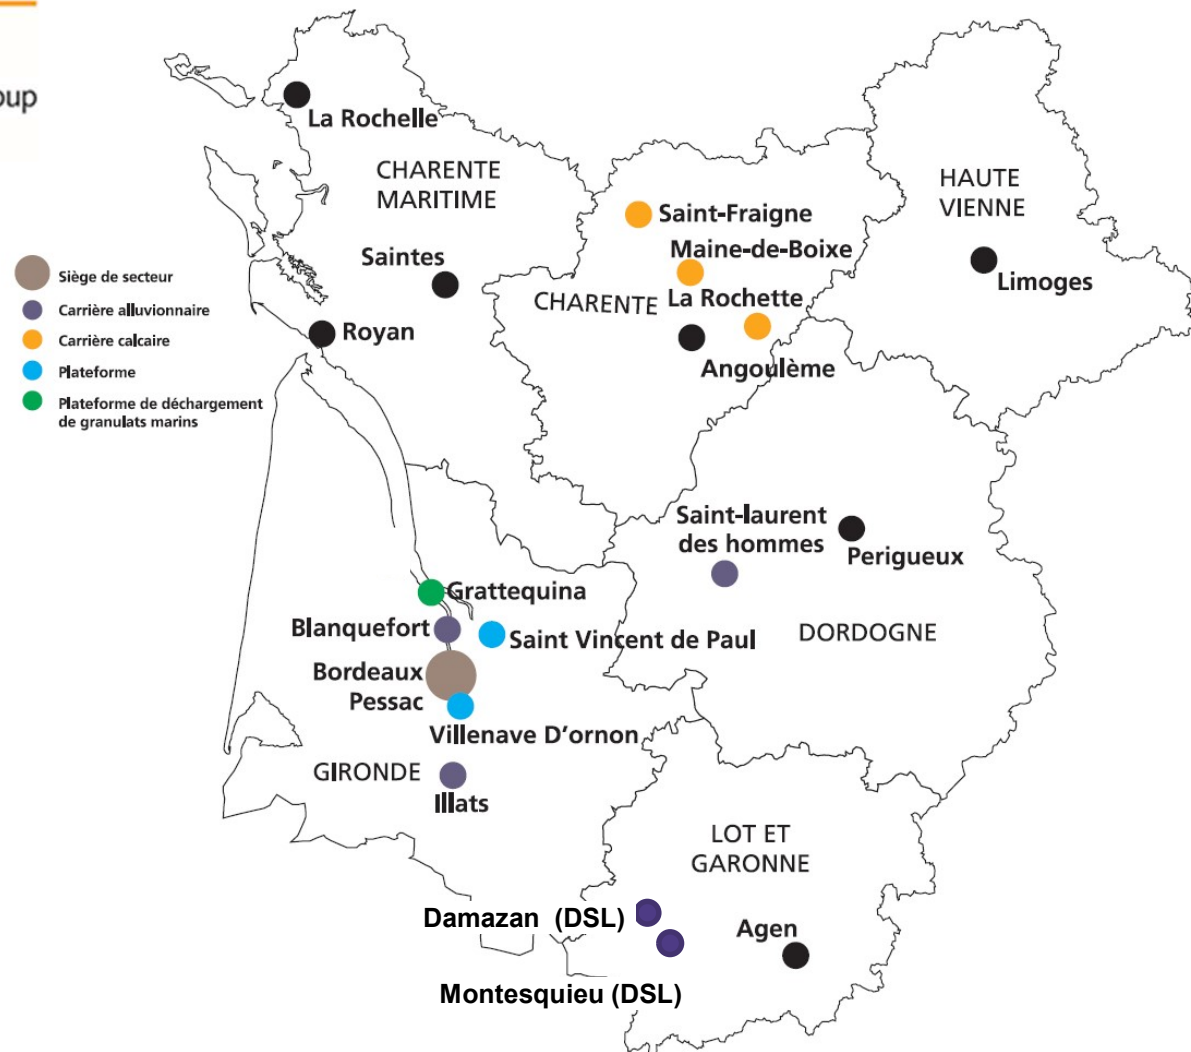 oup
La Rochelle
CHARENTE
MARITIME
HAUTE
VIENNE
Saint-Fraigne
Maine-de-Boixe
Saintes
Siège de secteur
Limoges
La Rochette
CHARENTE
Carrière alluvionnaire
Royan
Carrière calcaire
Angoulème
Plateforme
Plateforme de déchargement
de granulats marins
Saint-laurent
des hommes
Perigueux
Grattequina
Blanquefort
Saint Vincent de Paul
DORDOGNE
Bordeaux
Pessac
Villenave D’ornon
GIRONDE
Illats
LOT ET
GARONNE
Damazan (DSL)
Agen
Montesquieu (DSL)